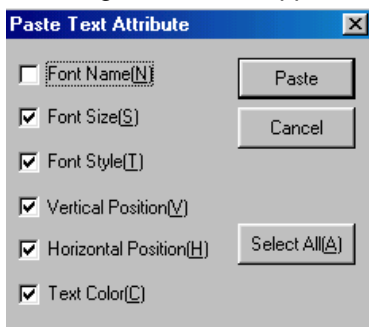 Paste Text Attribute
Font Name(N)
Paste
Font Size(S)
Cancel
Font Style(T)
Vertical Position(V)
Horizontal Position(H)
Select All(A)
Text Color(C)